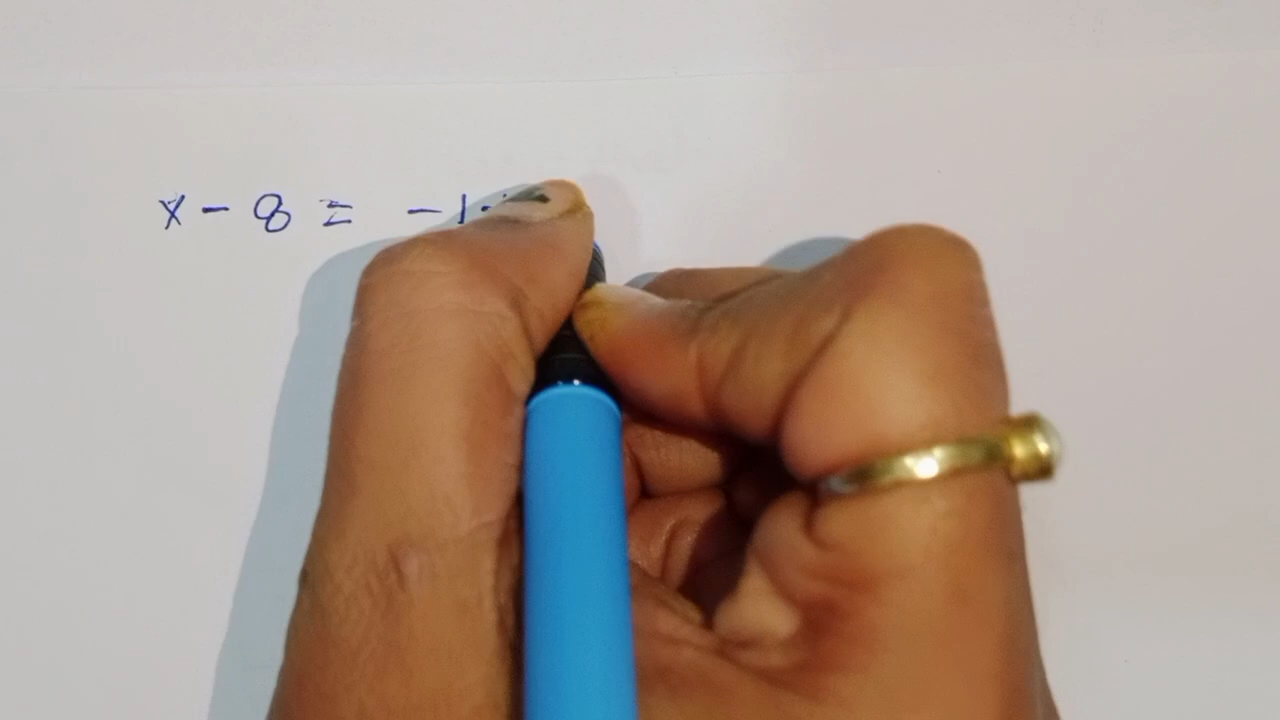 x - 8 = - 1